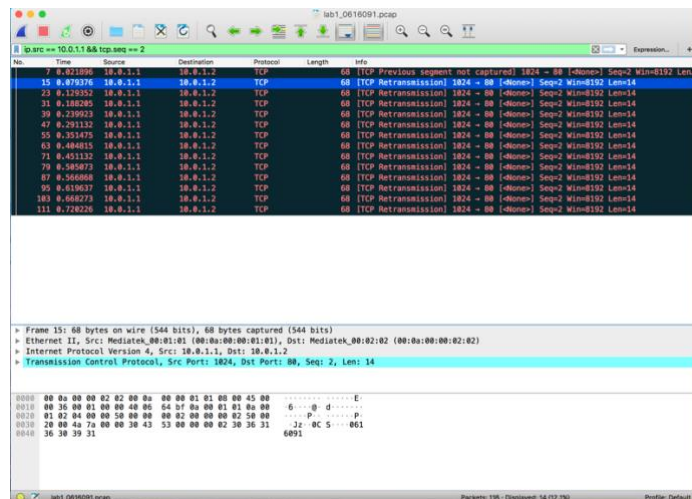 lab1_0616091.pcap
ip.src == 10.0.1.1 && tcp.seq == 2
Expression...
No. Time Source Destination Protocol Length Info
7 0.021896 10.0.1.1 10.0.1.2 TCP 68 [TCP Previous segment not captured] 1024 → 80 [<None>] Seq=2 Win=8192 Len
15 0.079376 10.0.1.1 10.0.1.2 TCP 68 [TCP Retransmission] 1024 → 80 [<None>] Seq=2 Win=8192 Len=14
23 0.129352 10.0.1.1 10.0.1.2 TCP 68 [TCP Retransmission] 1024 → 80 [<None>] Seq=2 Win=8192 Len=14
31 0.188205 10.0.1.1 10.0.1.2 TCP 68 [TCP Retransmission] 1024 → 80 [<None>] Seq=2 Win=8192 Len=14
39 0.239923 10.0.1.1 10.0.1.2 TCP 68 [TCP Retransmission] 1024 → 80 [<None>] Seq=2 Win=8192 Len=14
47 0.291132 10.0.1.1 10.0.1.2 TCP 68 [TCP Retransmission] 1024 → 80 [<None>] Seq=2 Win=8192 Len=14
55 0.351475 10.0.1.1 10.0.1.2 TCP 68 [TCP Retransmission] 1024 → 80 [<None>] Seq=2 Win=8192 Len=14
63 0.404815 10.0.1.1 10.0.1.2 TCP 68 [TCP Retransmission] 1024 → 80 [<None>] Seq=2 Win=8192 Len=14
71 0.451132 10.0.1.1 10.0.1.2 TCP 68 [TCP Retransmission] 1024 → 80 [<None>] Seq=2 Win=8192 Len=14
79 0.505073 10.0.1.1 10.0.1.2 TCP 68 [TCP Retransmission] 1024 → 80 [<None>] Seq=2 Win=8192 Len=14
87 0.566868 10.0.1.1 10.0.1.2 TCP 68 [TCP Retransmission] 1024 → 80 [<None>] Seq=2 Win=8192 Len=14
95 0.619637 10.0.1.1 10.0.1.2 TCP 68 [TCP Retransmission] 1024 → 80 [<None>] Seq=2 Win=8192 Len=14
103 0.668273 10.0.1.1 10.0.1.2 TCP 68 [TCP Retransmission] 1024 → 80 [<None>] Seq=2 Win=8192 Len=14
111 0.720226 10.0.1.1 10.0.1.2 TCP 68 [TCP Retransmission] 1024 → 80 [<None>] Seq=2 Win=8192 Len=14
Frame 15: 68 bytes on wire (544 bits), 68 bytes captured (544 bits)
Ethernet II, Src: Mediatek_00:01:01 (00:0a:00:00:01:01), Dst: Mediatek_00:02:02 (00:0a:00:00:02:02)
Internet Protocol Version 4, Src: 10.0.1.1, Dst: 10.0.1.2
Transmission Control Protocol, Src Port: 1024, Dst Port: 80, Seq: 2, Len: 14
0000 00 0a 00 00 02 02 00 0a 00 00 01 01 08 00 45 00 ········ ······E·
0010 00 36 00 01 00 00 40 06 64 bf 0a 00 01 01 0a 00 ·6····@· d·······
0020 01 02 04 00 00 50 00 00 00 02 00 00 00 02 50 00 ·····P·· ······P·
0030 20 00 4a 7a 00 00 30 43 53 00 00 00 02 30 36 31 ·Jz··0C S····061
0040 36 30 39 31 6091
lab1_0616091.pcap
Profile: Default